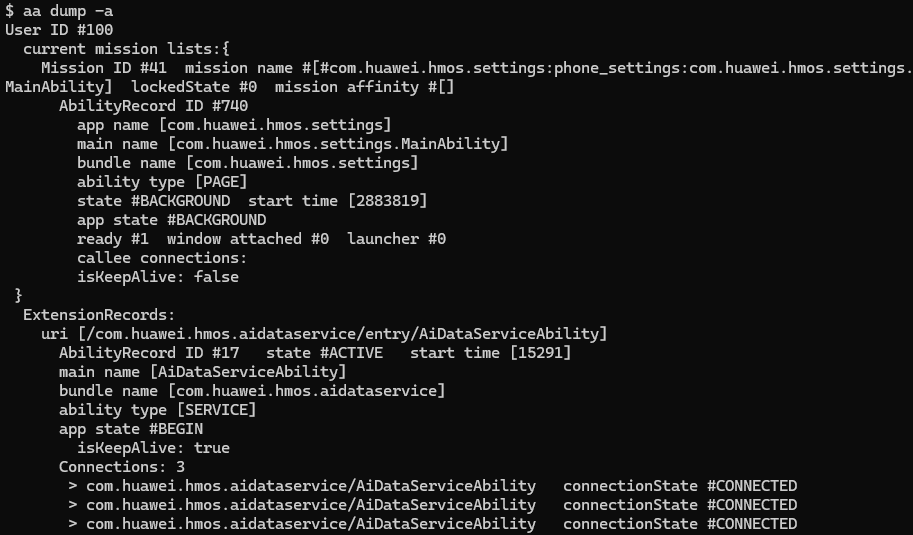 $ aa dump -a
User ID #100
  current mission lists:{
    Mission ID #41  mission name #[#com.huawei.hmos.settings:phone_settings:com.huawei.hmos.settings.
MainAbility]  lockedState #0  mission affinity #[]
      AbilityRecord ID #740
        app name [com.huawei.hmos.settings]
        main name [com.huawei.hmos.settings.MainAbility]
        bundle name [com.huawei.hmos.settings]
        ability type [PAGE]
        state #BACKGROUND  start time [2883819]
        app state #BACKGROUND
        ready #1  window attached #0  launcher #0
        callee connections:
        isKeepAlive: false
 }
  ExtensionRecords:
    uri [/com.huawei.hmos.aidataservice/entry/AiDataServiceAbility]
      AbilityRecord ID #17   state #ACTIVE   start time [15291]
      main name [AiDataServiceAbility]
      bundle name [com.huawei.hmos.aidataservice]
      ability type [SERVICE]
      app state #BEGIN
        isKeepAlive: true
      Connections: 3
       > com.huawei.hmos.aidataservice/AiDataServiceAbility   connectionState #CONNECTED
       > com.huawei.hmos.aidataservice/AiDataServiceAbility   connectionState #CONNECTED
       > com.huawei.hmos.aidataservice/AiDataServiceAbility   connectionState #CONNECTED